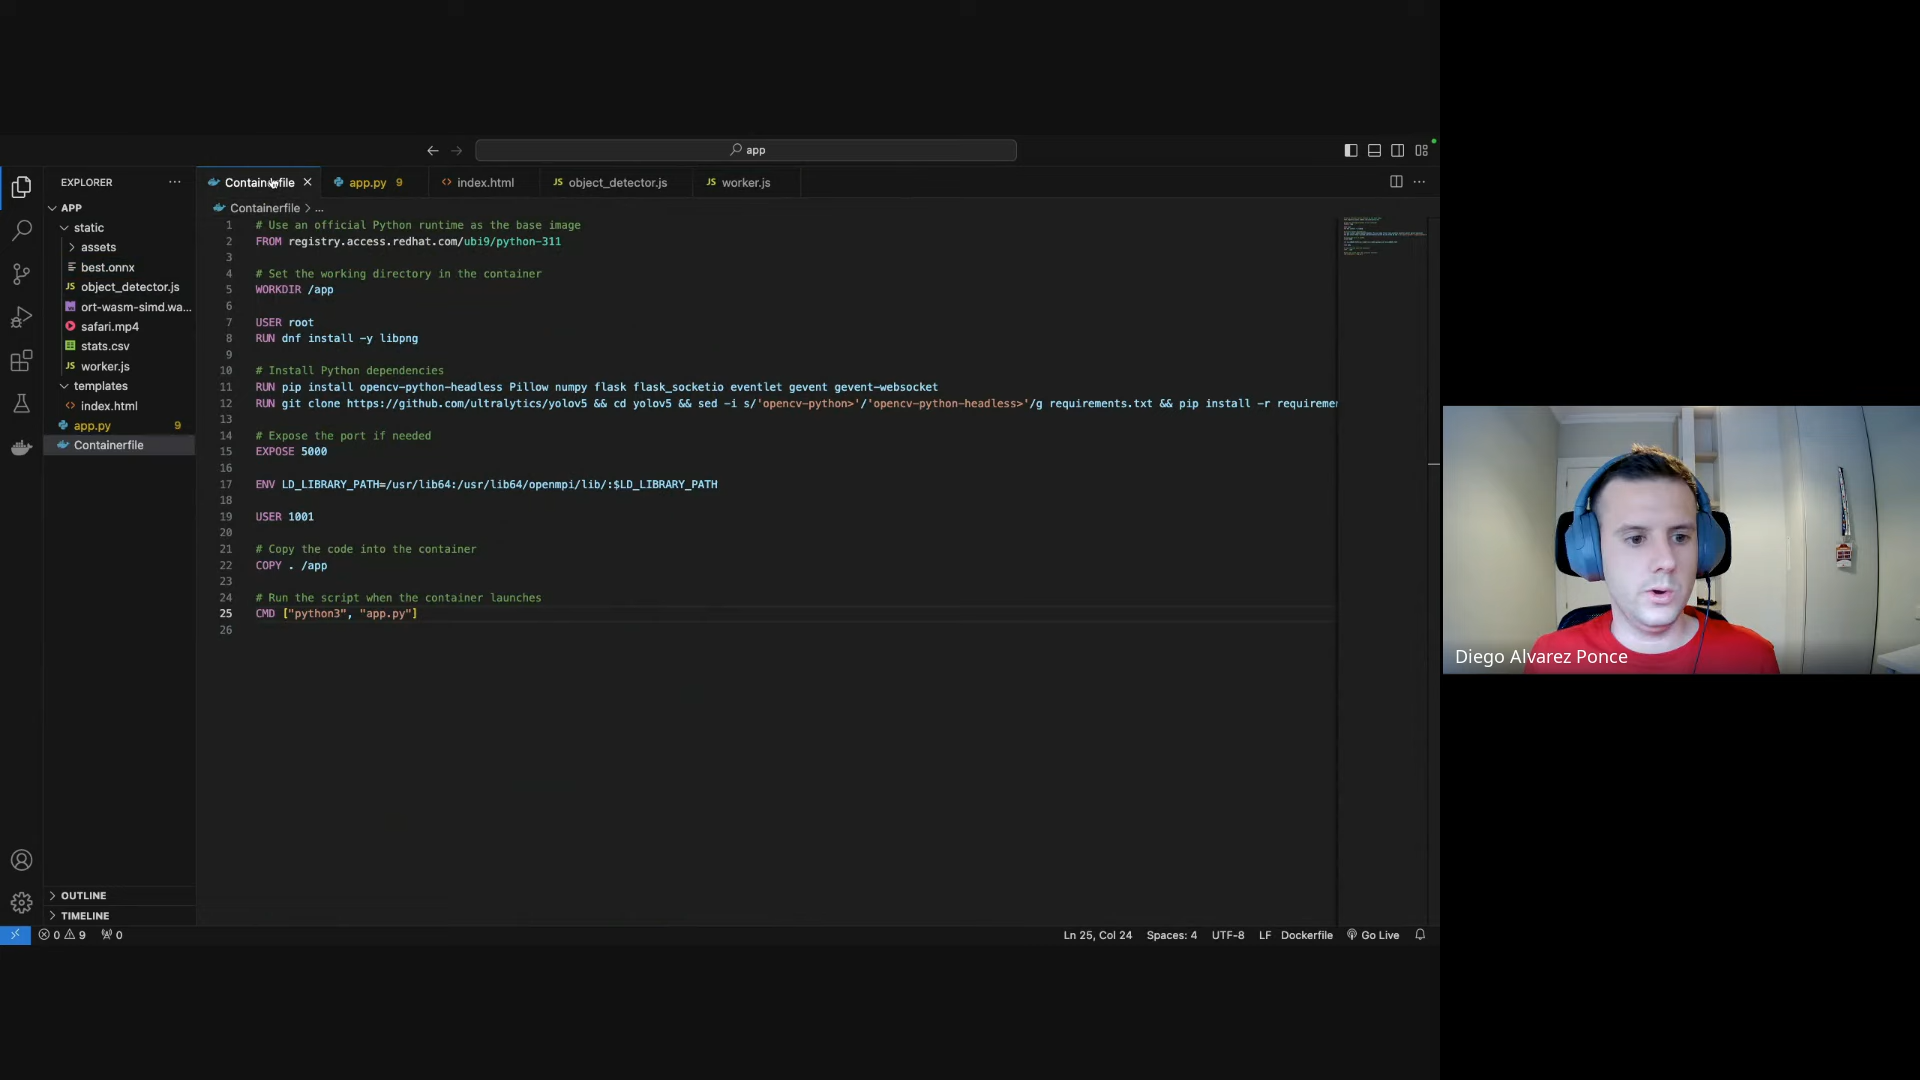 app
EXPLORER
Containerfile
app.py 9
index.html
JS object_detector.js
JS worker.js
APP
static
assets
best.onnx
JS object_detector.js
ort-wasm-simd.wa...
safari.mp4
stats.csv
JS worker.js
templates
index.html
app.py 9
Containerfile
OUTLINE
TIMELINE
Containerfile > ...
1 # Use an official Python runtime as the base image
2 FROM registry.access.redhat.com/ubi9/python-311
3
4 # Set the working directory in the container
5 WORKDIR /app
6
7 USER root
8 RUN dnf install -y libpng
9
10 # Install Python dependencies
11 RUN pip install opencv-python-headless Pillow numpy flask flask_socketio eventlet gevent gevent-websocket
12 RUN git clone https://github.com/ultralytics/yolov5 && cd yolov5 && sed -i s/'opencv-python>'/'opencv-python-headless>'/g requirements.txt && pip install -r requiremen
13
14 # Expose the port if needed
15 EXPOSE 5000
16
17 ENV LD_LIBRARY_PATH=/usr/lib64:/usr/lib64/openmpi/lib/:$LD_LIBRARY_PATH
18
19 USER 1001
20
21 # Copy the code into the container
22 COPY . /app
23
24 # Run the script when the container launches
25 CMD ["python3", "app.py"]
26
0 9 0
Ln 25, Col 24 Spaces: 4 UTF-8 LF Dockerfile Go Live
Diego Alvarez Ponce